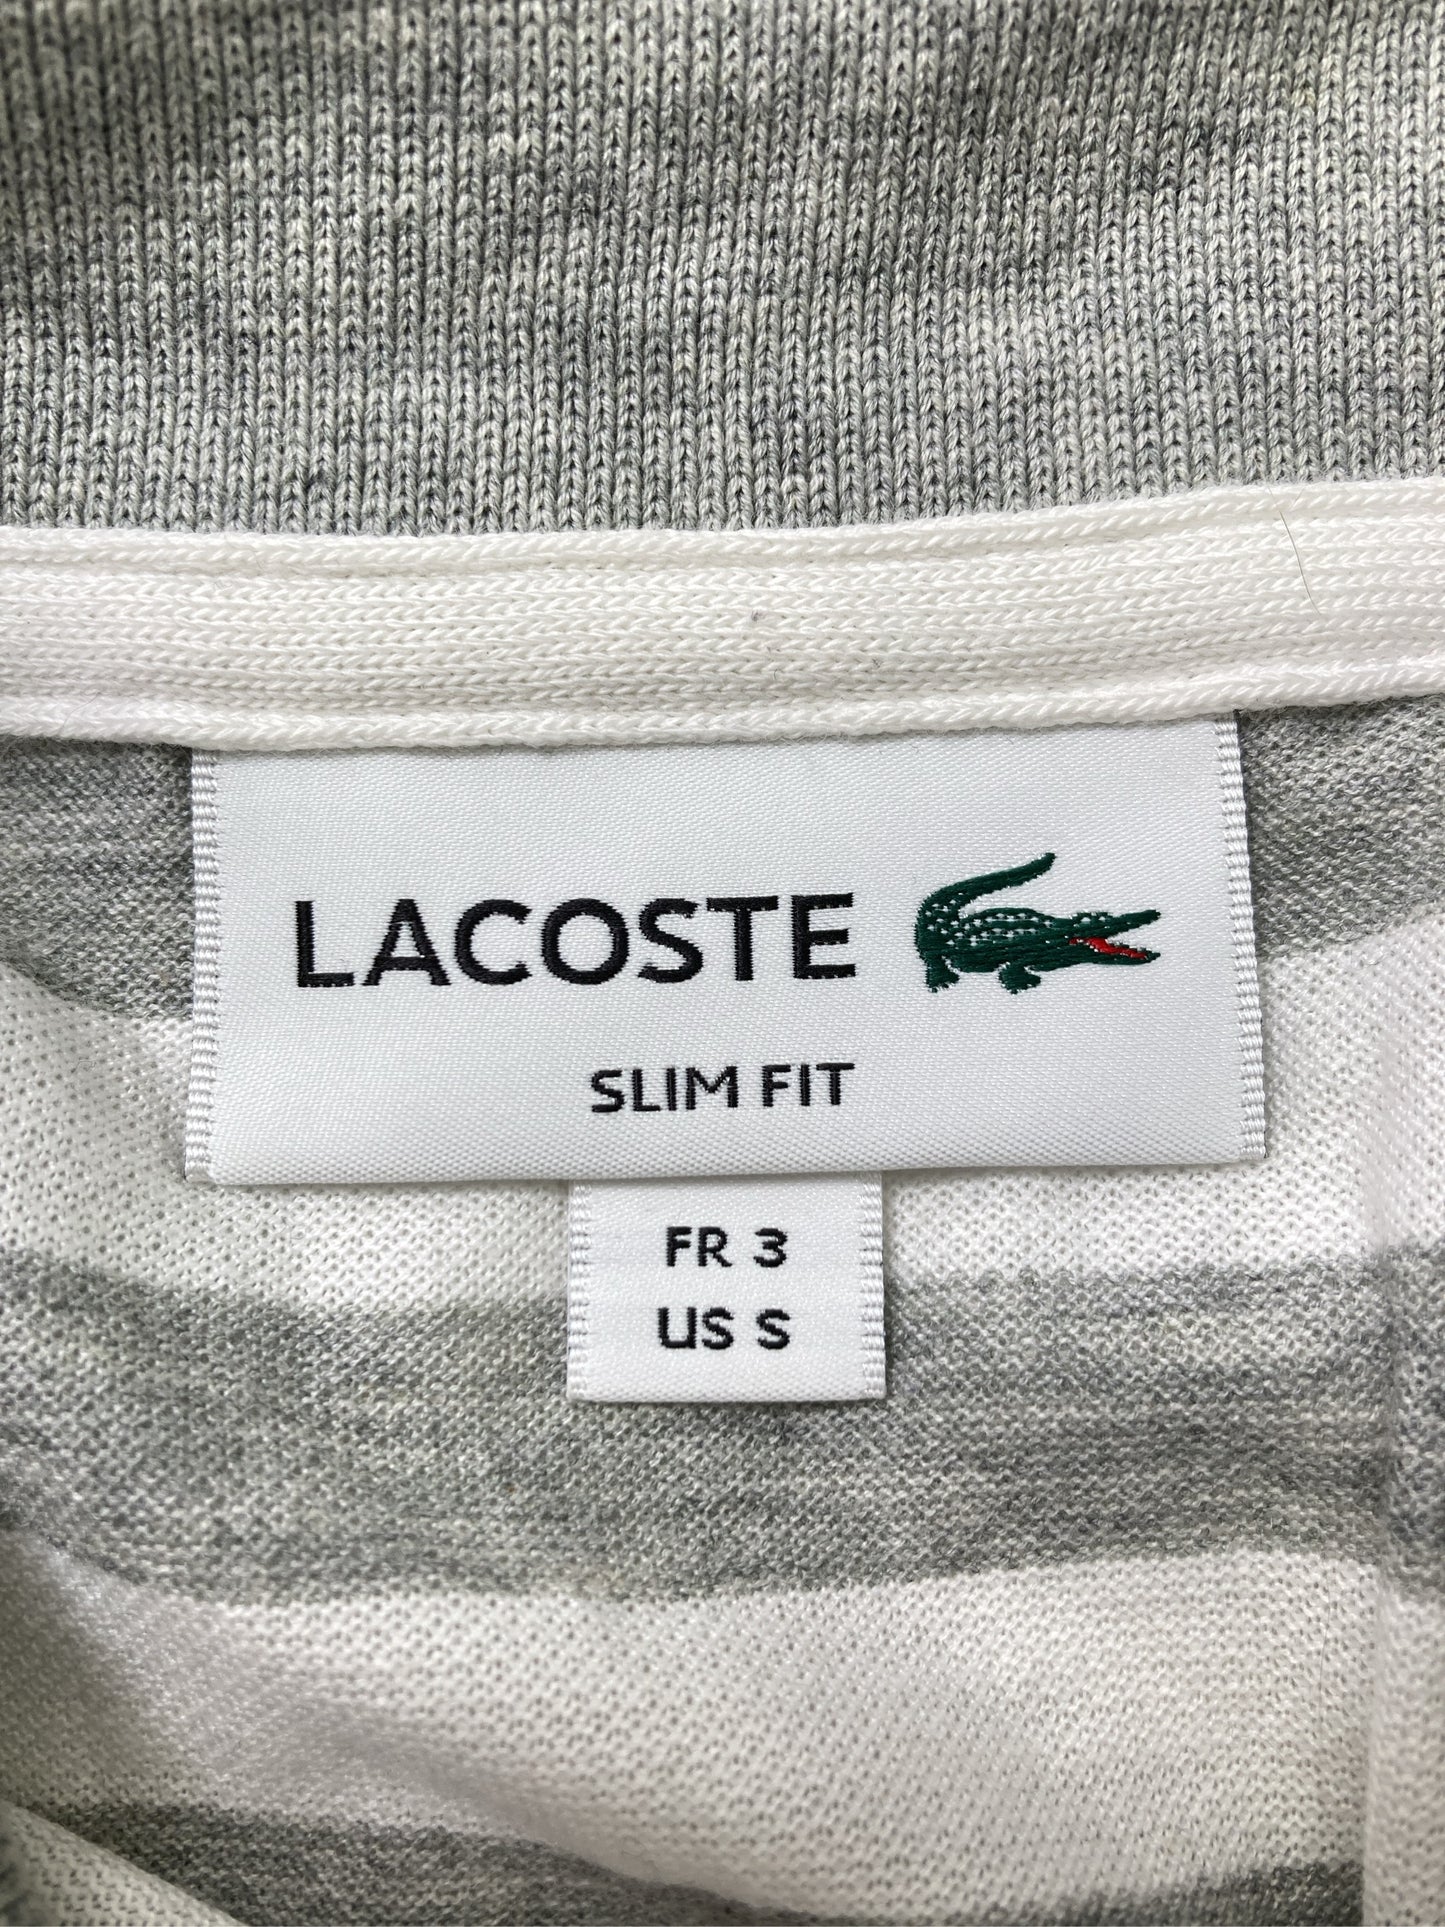 LACOSTE
SLIM FIT
FR 3
US S